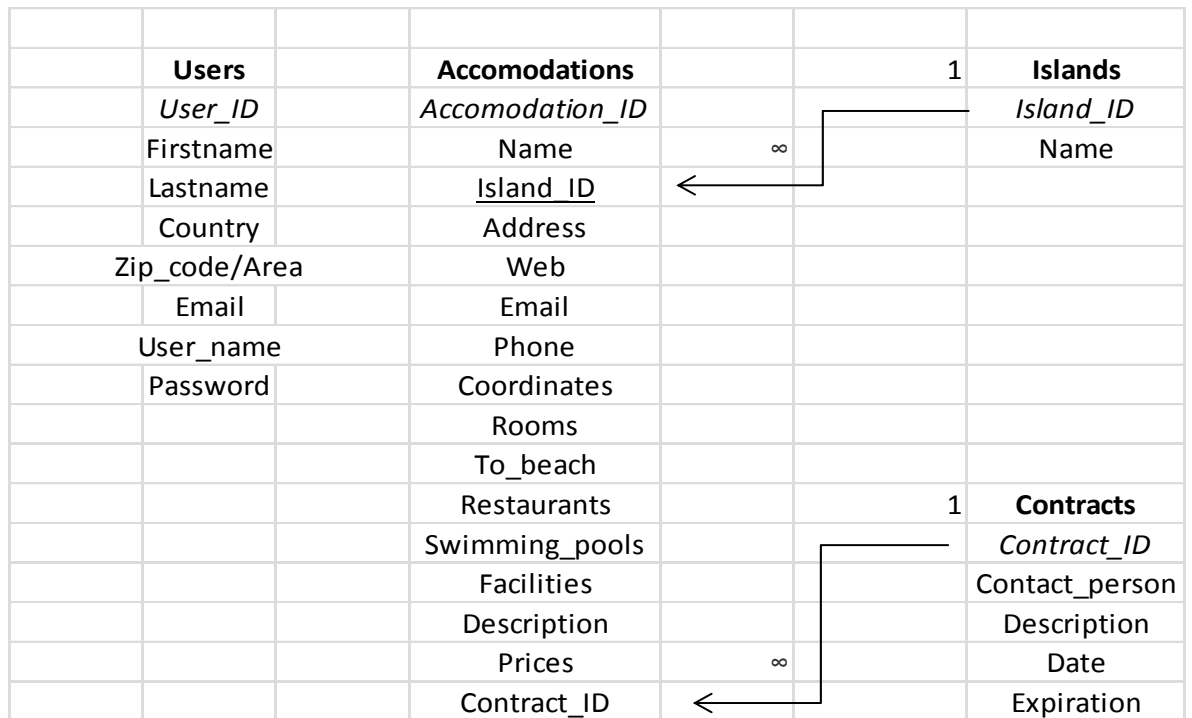 Users Accomodations 1 Islands
User_ID Accomodation_ID Island_ID
Firstname Name ∞ Name
Lastname Island_ID
Country Address
Zip_code/Area Web
Email Email
User_name Phone
Password Coordinates
Rooms
To_beach
Restaurants 1 Contracts
Swimming_pools Contract_ID
Facilities Contact_person
Description Description
Prices ∞ Date
Contract_ID Expiration